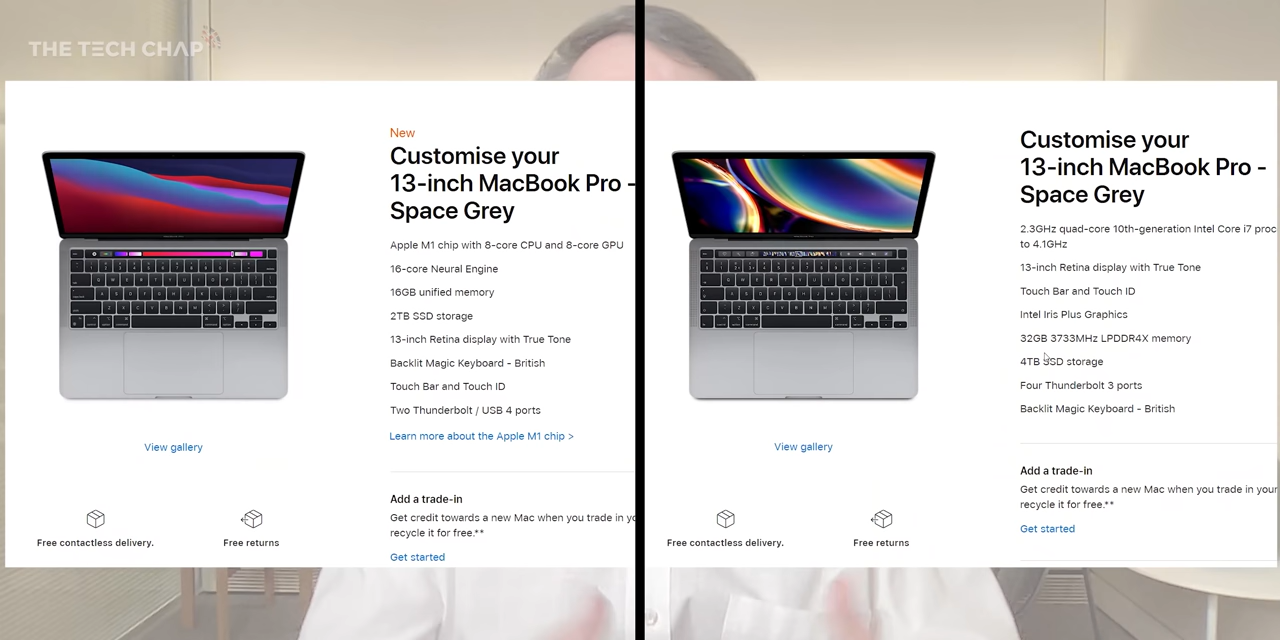 THE TECH CHAP
New
Customise your
13-inch MacBook Pro -
Space Grey
Apple M1 chip with 8-core CPU and 8-core GPU
16-core Neural Engine
16GB unified memory
2TB SSD storage
13-inch Retina display with True Tone
Backlit Magic Keyboard - British
Touch Bar and Touch ID
Two Thunderbolt / USB 4 ports
Learn more about the Apple M1 chip >
View gallery
Add a trade-in
Get credit towards a new Mac when you trade in
recycle it for free.**
Get started
Free contactless delivery.
Free returns
Customise your
13-inch MacBook Pro -
Space Grey
2.3GHz quad-core 10th-generation Intel Core i7
to 4.1GHz
13-inch Retina display with True Tone
Touch Bar and Touch ID
Intel Iris Plus Graphics
32GB 3733MHz LPDDR4X memory
4TB SSD storage
Four Thunderbolt 3 ports
Backlit Magic Keyboard - British
View gallery
Add a trade-in
Get credit towards a new Mac when you trade in your
recycle it for free.**
Get started
Free contactless delivery.
Free returns